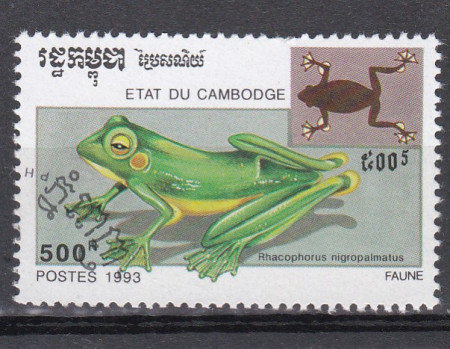 រដ្ឋកម្ពុជា ប្រៃសណីយ៍
ETAT DU CAMBODGE
៥០០៛
500
Rhacophorus nigropalmatus
POSTES 1993
FAUNE